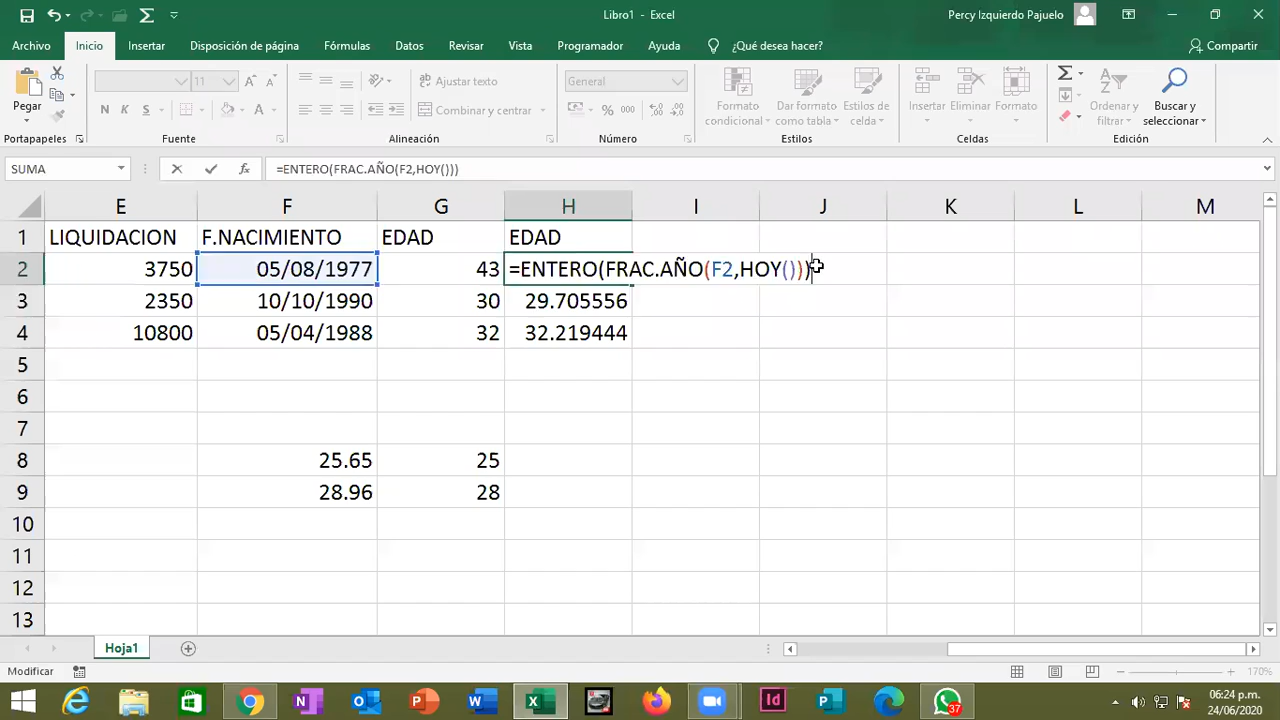 Libro1 - Excel
Percy Izquierdo Pajuelo
Archivo Inicio Insertar Disposición de página Fórmulas Datos Revisar Vista Programador Ayuda ¿Qué desea hacer? Compartir
Pegar
11
Ajustar texto
General
N K S
Combinar y centrar
% 000
Formato condicional
Dar formato como tabla
Estilos de celda
Insertar Eliminar Formato
Ordenar y filtrar
Buscar y seleccionar
Portapapeles Fuente Alineación Número Estilos Celdas Edición
SUMA fx =ENTERO(FRAC.AÑO(F2,HOY()))
E F G H I J K L M
1 LIQUIDACION F.NACIMIENTO EDAD EDAD
2 3750 05/08/1977 43 =ENTERO(FRAC.AÑO(F2,HOY()))
3 2350 10/10/1990 30 29.705556
4 10800 05/04/1988 32 32.219444
5
6
7
8 25.65 25
9 28.96 28
10
11
12
13
Hoja1
Modificar 170%
37
06:24 p.m.
24/06/2020